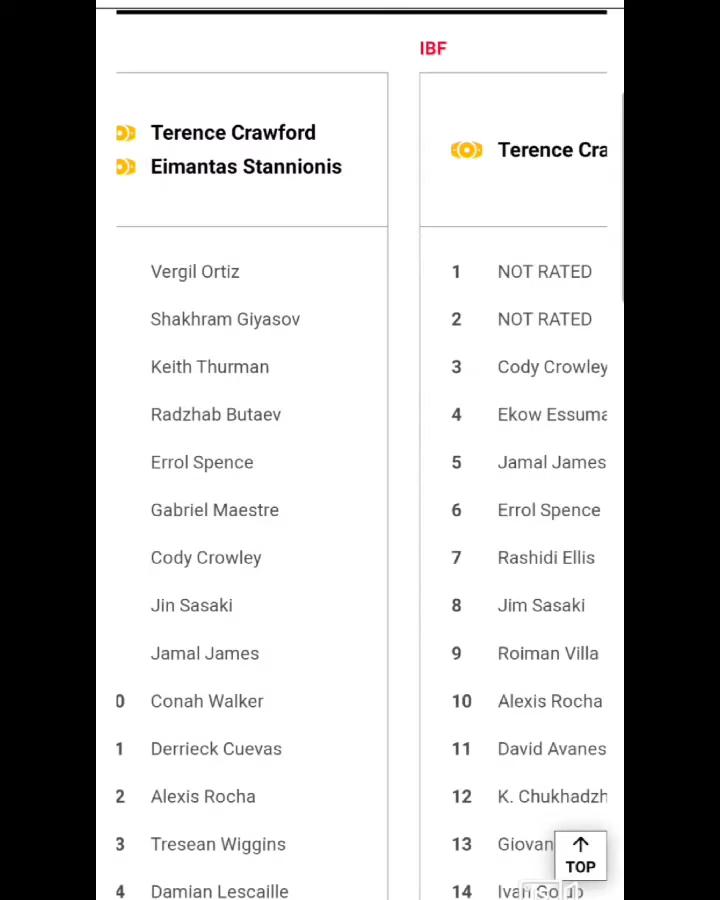 IBF
Terence Crawford
Eimantas Stannionis
Terence Cra
Vergil Ortiz
Shakhram Giyasov
Keith Thurman
Radzhab Butaev
Errol Spence
Gabriel Maestre
Cody Crowley
Jin Sasaki
Jamal James
0 Conah Walker
1 Derrieck Cuevas
2 Alexis Rocha
3 Tresean Wiggins
4 Damian Lescaille
1 NOT RATED
2 NOT RATED
3 Cody Crowley
4 Ekow Essuma
5 Jamal James
6 Errol Spence
7 Rashidi Ellis
8 Jim Sasaki
9 Roiman Villa
10 Alexis Rocha
11 David Avanes
12 K. Chukhadzh
13 Giovan
14 Ivan Golub
TOP